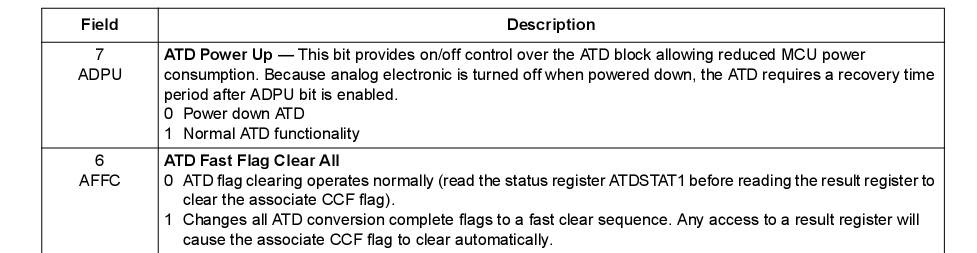 Field Description
7 ATD Power Up — This bit provides on/off control over the ATD block allowing reduced MCU power
ADPU consumption. Because analog electronic is turned off when powered down, the ATD requires a recovery time
period after ADPU bit is enabled.
0 Power down ATD
1 Normal ATD functionality
6 ATD Fast Flag Clear All
AFFC 0 ATD flag clearing operates normally (read the status register ATDSTAT1 before reading the result register to
clear the associate CCF flag).
1 Changes all ATD conversion complete flags to a fast clear sequence. Any access to a result register will
cause the associate CCF flag to clear automatically.